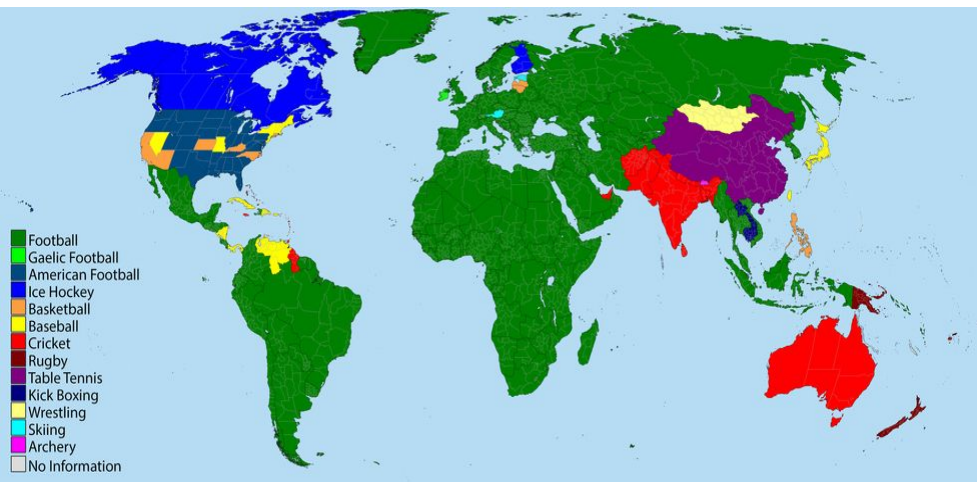 Football
Gaelic Football
American Football
Ice Hockey
Basketball
Baseball
Cricket
Rugby
Table Tennis
Kick Boxing
Wrestling
Skiing
Archery
No Information